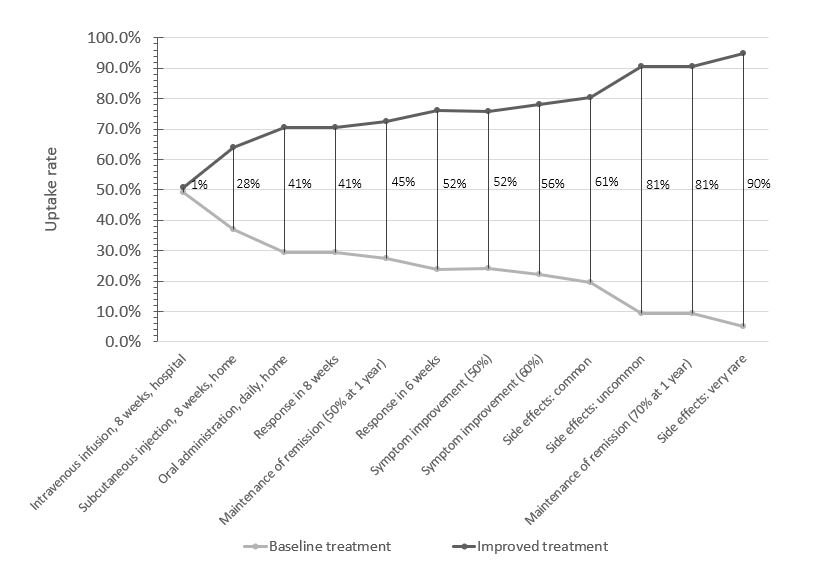 100.0%
90.0%
80.0%
70.0%
60.0%
50.0%
40.0%
30.0%
20.0%
10.0%
0.0%
Uptake rate
1%
28%
41%
41%
45%
52%
52%
56%
61%
81%
81%
90%
Intravenous infusion, 8 weeks, hospital
Subcutaneous injection, 8 weeks, home
Oral administration, daily, home
Response in 8 weeks
Maintenance of remission (50% at 1 year)
Response in 6 weeks
Symptom improvement (50%)
Symptom improvement (60%)
Side effects: common
Side effects: uncommon
Maintenance of remission (70% at 1 year)
Side effects: very rare
Baseline treatment
Improved treatment